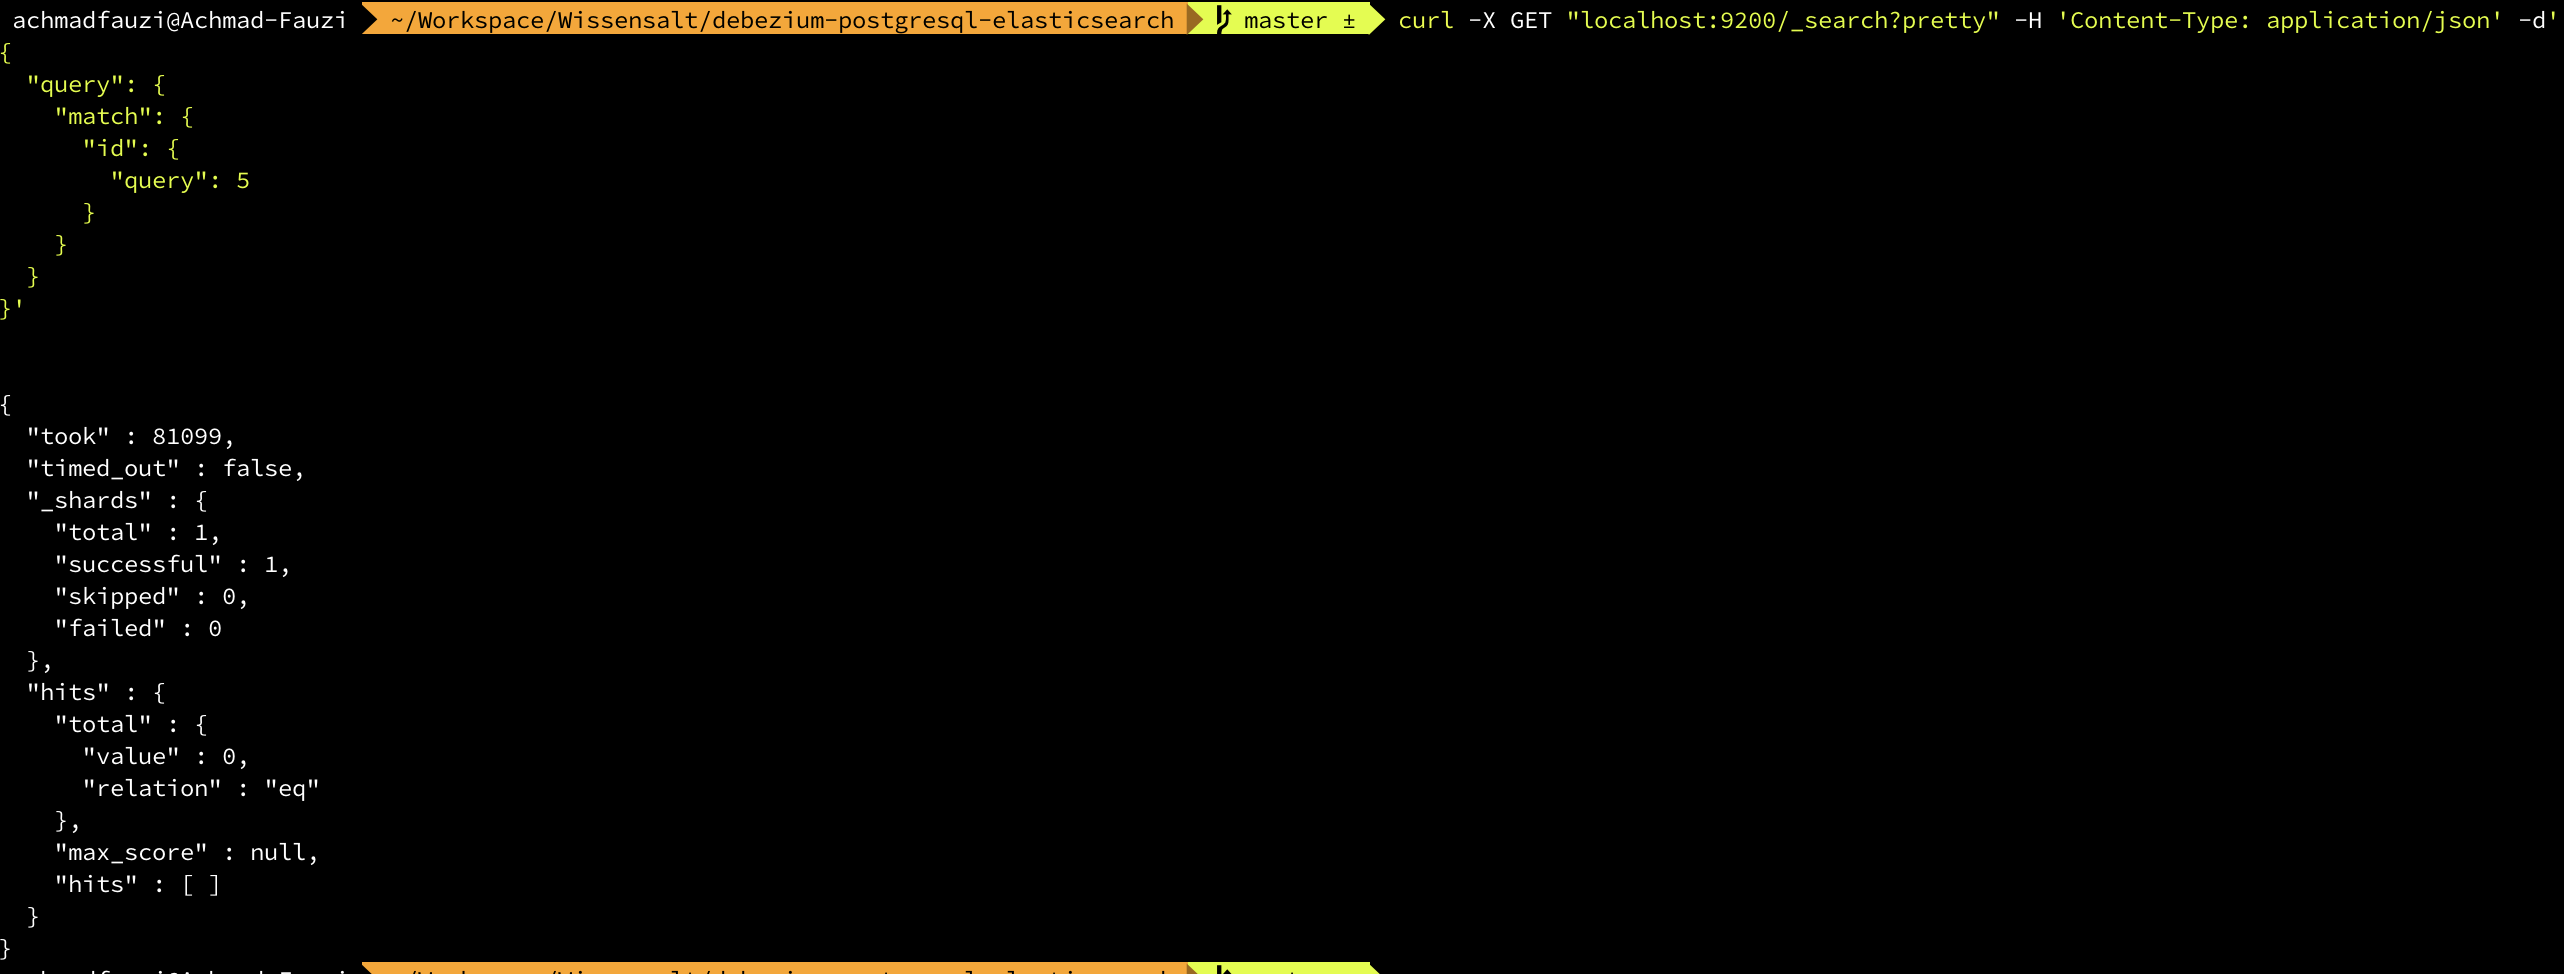 achmadfauzi@Achmad-Fauzi ~/Workspace/Wissensalt/debezium-postgresql-elasticsearch master ± curl -X GET "localhost:9200/_search?pretty" -H 'Content-Type: application/json' -d'
{
  "query": {
    "match": {
      "id": {
        "query": 5
      }
    }
  }
}'
{
  "took" : 81099,
  "timed_out" : false,
  "_shards" : {
    "total" : 1,
    "successful" : 1,
    "skipped" : 0,
    "failed" : 0
  },
  "hits" : {
    "total" : {
      "value" : 0,
      "relation" : "eq"
    },
    "max_score" : null,
    "hits" : [ ]
  }
}